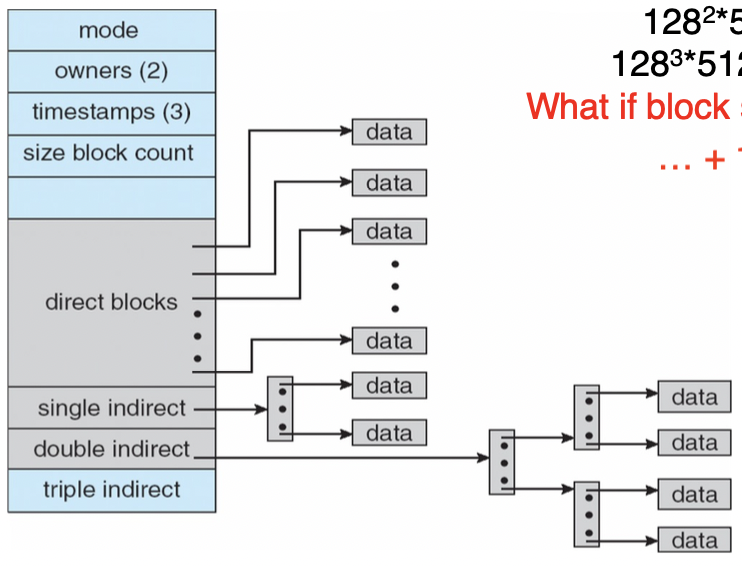 mode
owners (2)
timestamps (3)
size block count
direct blocks
single indirect
double indirect
triple indirect
data
data
data
data
data
data
data
data
data
data
128²*5
128³*512
What if block
... +